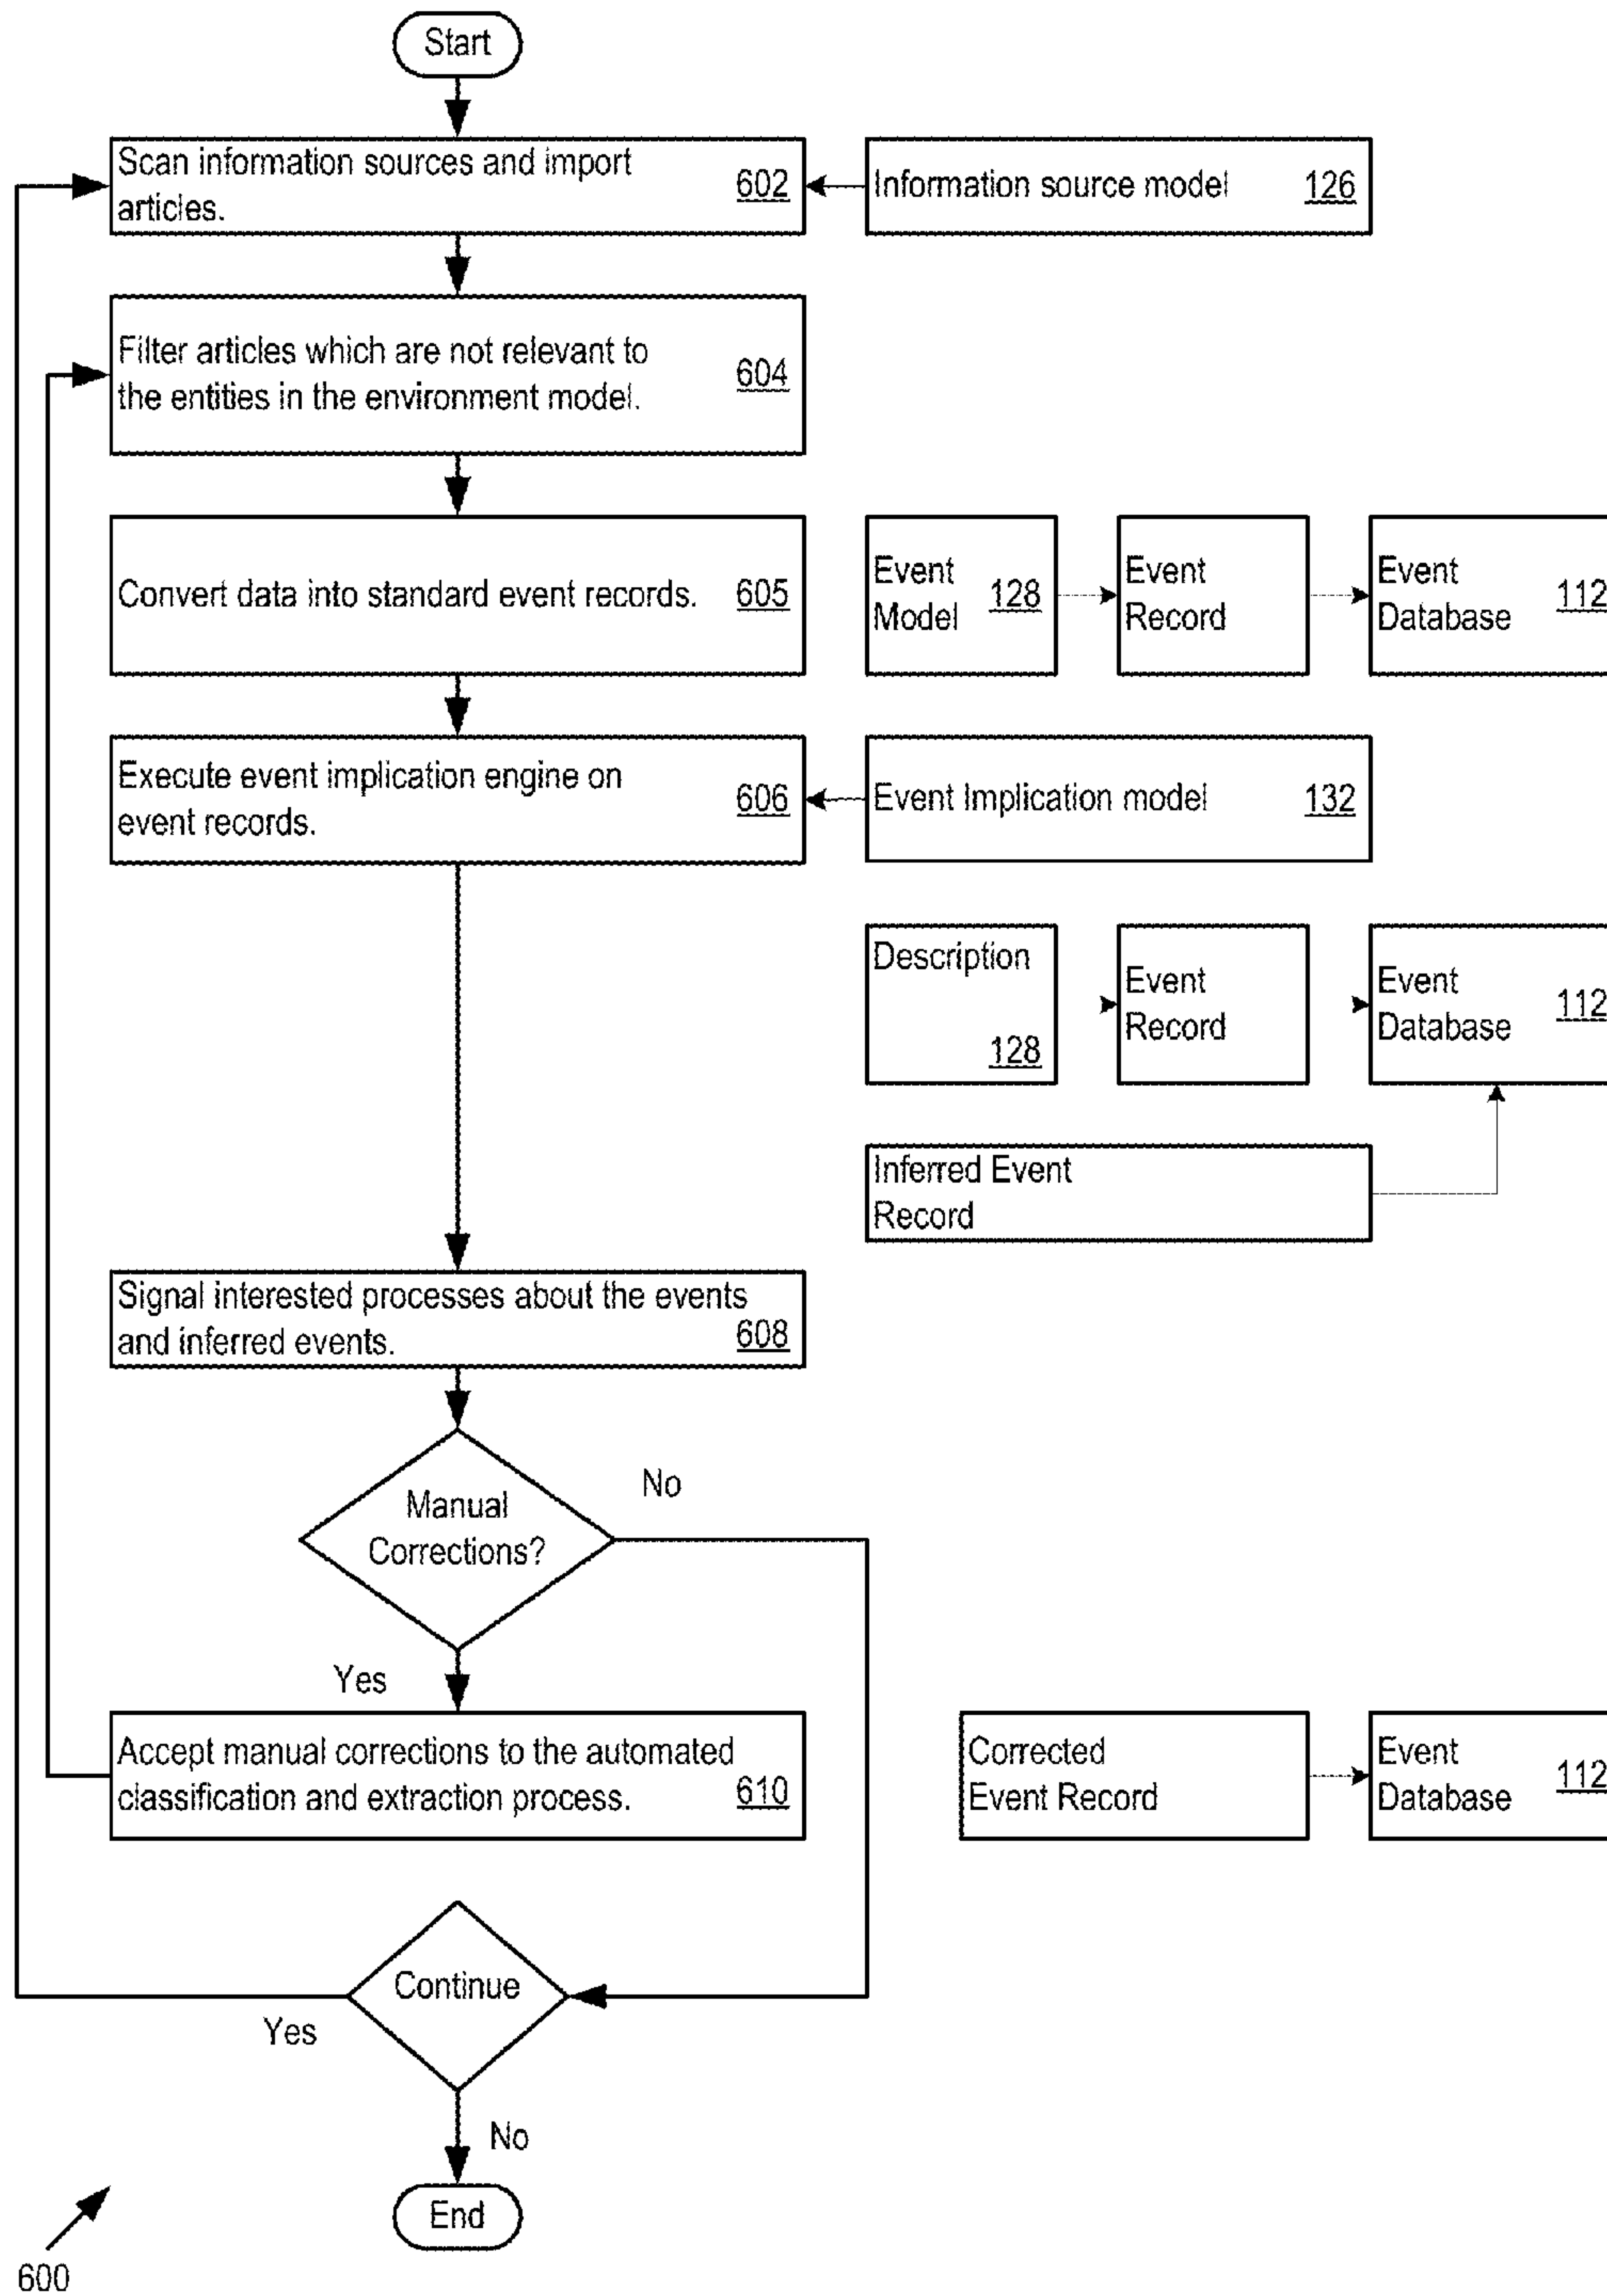 Start
Scan information sources and import
articles.
602
Information source model
126
Filter articles which are not relevant to
the entities in the environment model.
604
Convert data into standard event records.
605
Event
Model
128
Event
Record
Event
Database
112
Execute event implication engine on
event records.
606
Event Implication model
132
Description
128
Event
Record
Event
Database
112
Inferred Event
Record
Signal interested processes about the events
and inferred events.
608
Manual
Corrections?
No
Yes
Accept manual corrections to the automated
classification and extraction process.
610
Corrected
Event Record
Event
Database
112
Continue
Yes
No
End
600